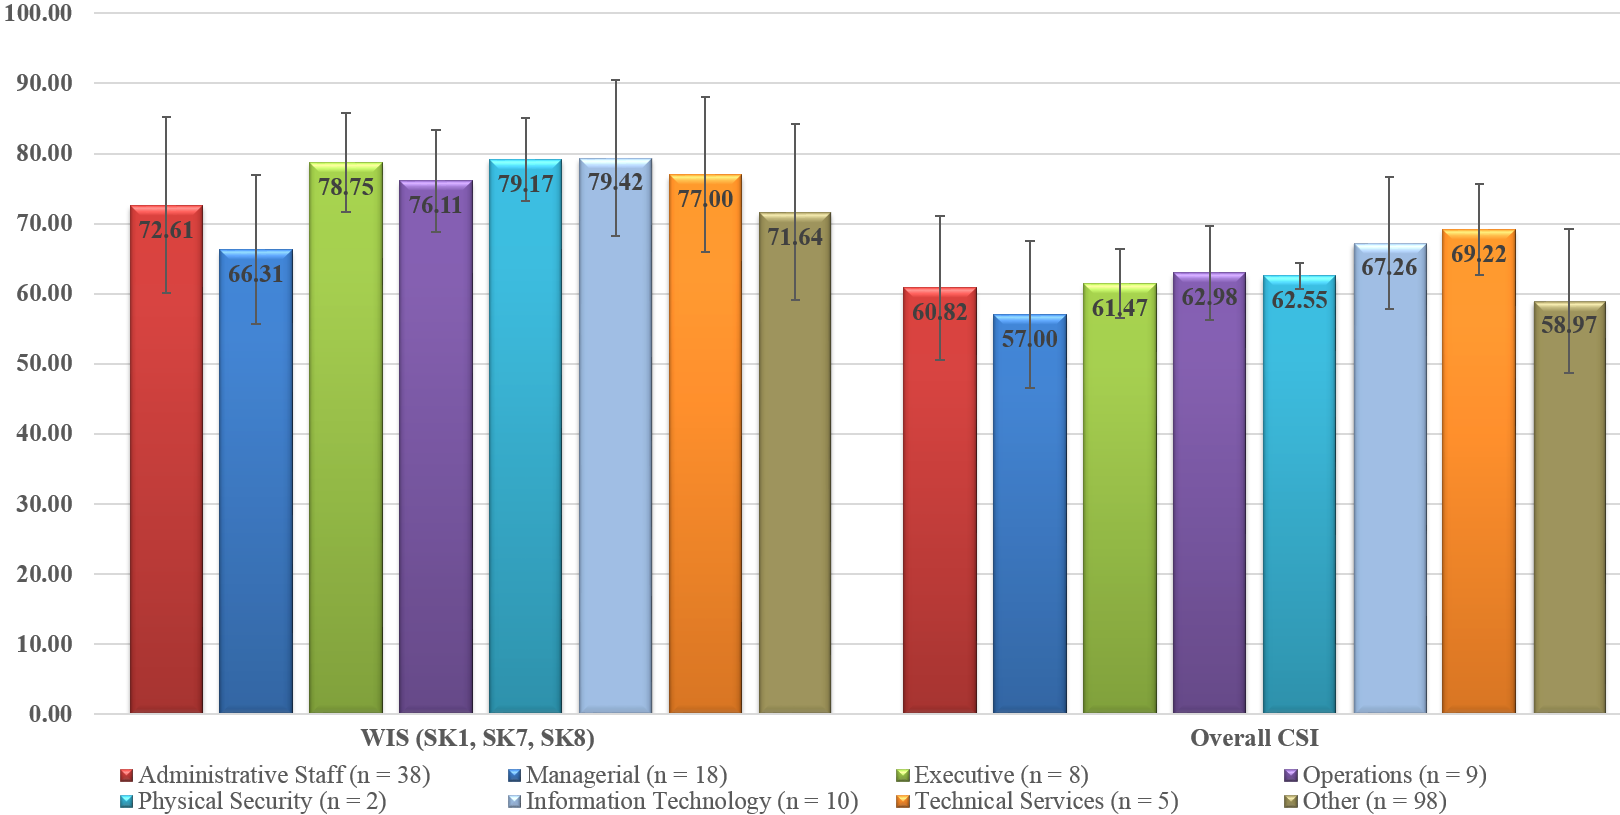 100.00
90.00
80.00
70.00
60.00
50.00
40.00
30.00
20.00
10.00
0.00
72.61
66.31
78.75
76.11
79.17
79.42
77.00
71.64
60.82
57.00
61.47
62.98
62.55
67.26
69.22
58.97
WIS (SK1, SK7, SK8)
Overall CSI
Administrative Staff (n = 38)
Managerial (n = 18)
Executive (n = 8)
Operations (n = 9)
Physical Security (n = 2)
Information Technology (n = 10)
Technical Services (n = 5)
Other (n = 98)